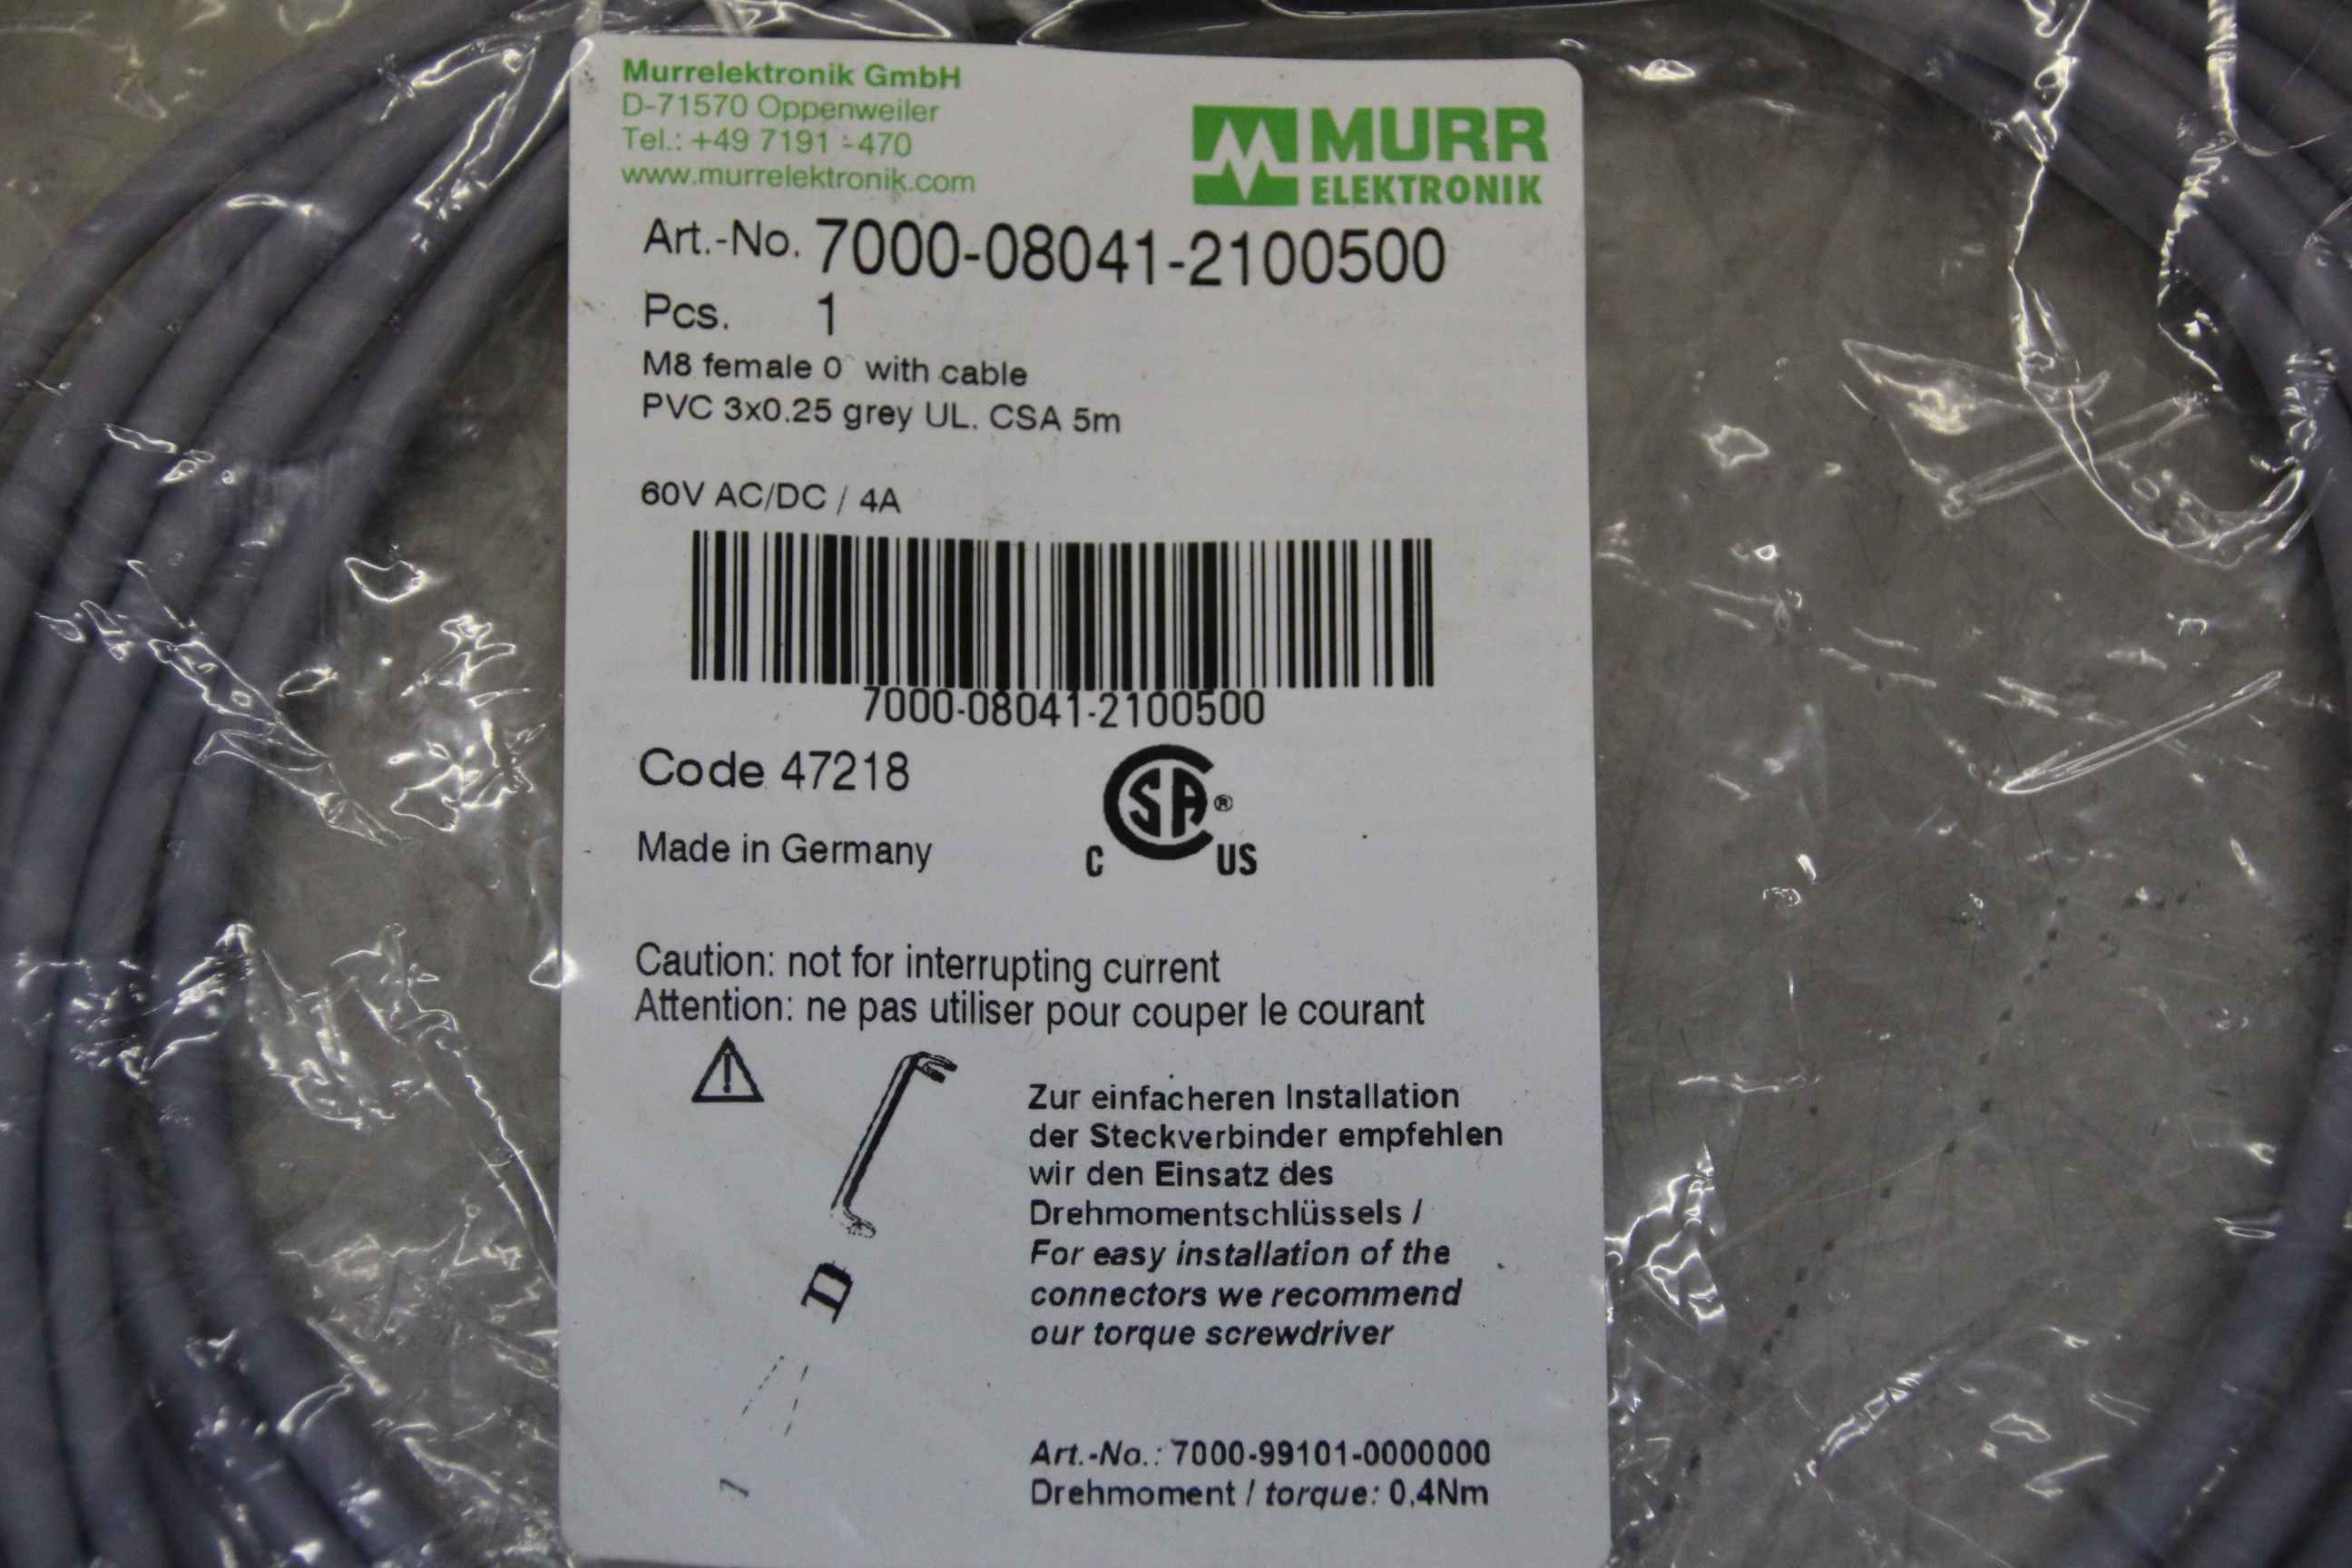 Murrelektronik GmbH
D-71570 Oppenweiler
Tel.: +49 7191 -470
www.murrelektronik.com
MURR
ELEKTRONIK
Art.-No. 7000-08041-2100500
Pcs. 1
M8 female 0° with cable
PVC 3x0.25 grey UL, CSA 5m
60V AC/DC / 4A
7000-08041-2100500
Code 47218
Made in Germany
C SA ® US
Caution: not for interrupting current
Attention: ne pas utiliser pour couper le courant
Zur einfacheren Installation
der Steckverbinder empfehlen
wir den Einsatz des
Drehmomentschlüssels /
For easy installation of the
connectors we recommend
our torque screwdriver
Art.-No.: 7000-99101-0000000
Drehmoment / torque: 0,4Nm